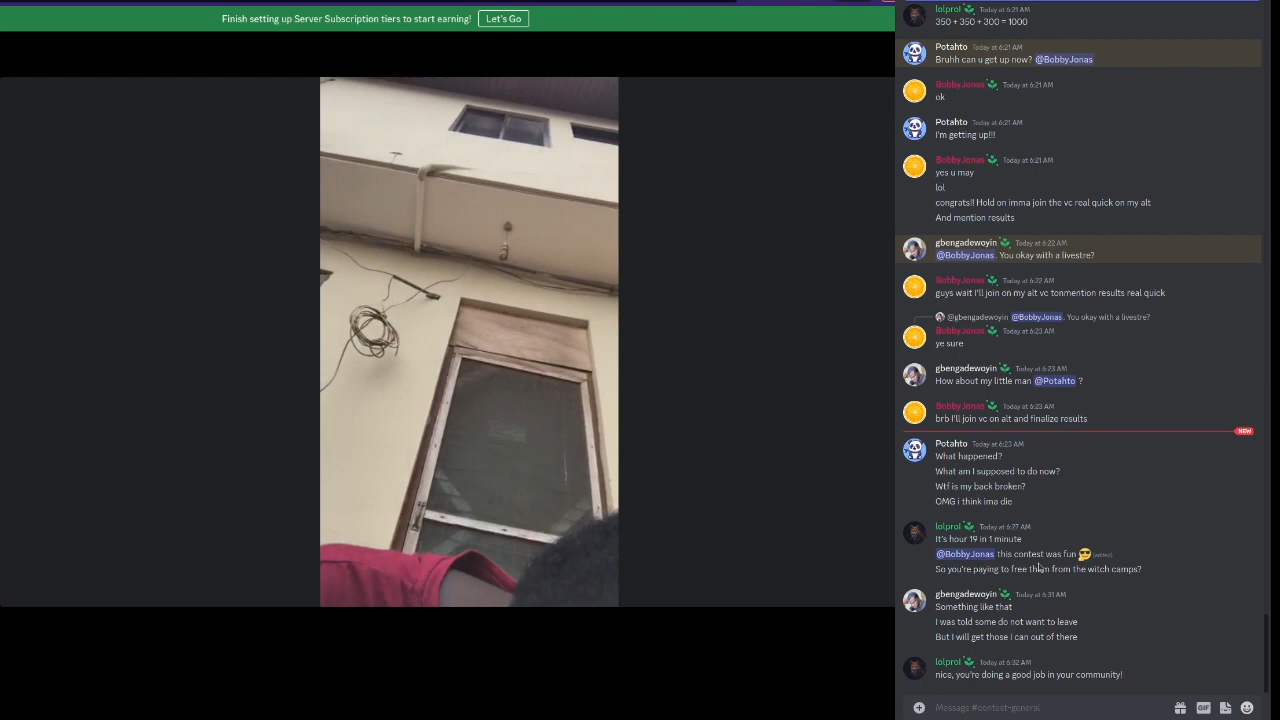 Finish setting up Server Subscription tiers to start earning!
Let's Go
lolprol Today at 6:21 AM
350 + 350 + 300 = 1000
Potahto Today at 6:21 AM
Bruhh can u get up now? @BobbyJonas
BobbyJonas Today at 6:21 AM
ok
Potahto Today at 6:21 AM
I'm getting up!!!
BobbyJonas Today at 6:21 AM
yes u may
lol
congrats!! Hold on imma join the vc real quick on my alt
And mention results
gbengadewoyin Today at 6:22 AM
@BobbyJonas. You okay with a livestre?
BobbyJonas Today at 6:22 AM
guys wait I'll join on my alt vc tonmention results real quick
@gbengadewoyin @BobbyJonas. You okay with a livestre?
BobbyJonas Today at 6:23 AM
ye sure
gbengadewoyin Today at 6:23 AM
How about my little man @Potahto ?
BobbyJonas Today at 6:23 AM
brb I'll join vc on alt and finalize results
NEW
Potahto Today at 6:23 AM
What happened?
What am I supposed to do now?
Wtf is my back broken?
OMG i think ima die
lolprol Today at 6:27 AM
It's hour 19 in 1 minute
@BobbyJonas this contest was fun (edited)
So you're paying to free them from the witch camps?
gbengadewoyin Today at 6:31 AM
Something like that
I was told some do not want to leave
But I will get those I can out of there
lolprol Today at 6:32 AM
nice, you're doing a good job in your community!
Message #contest-general
GIF